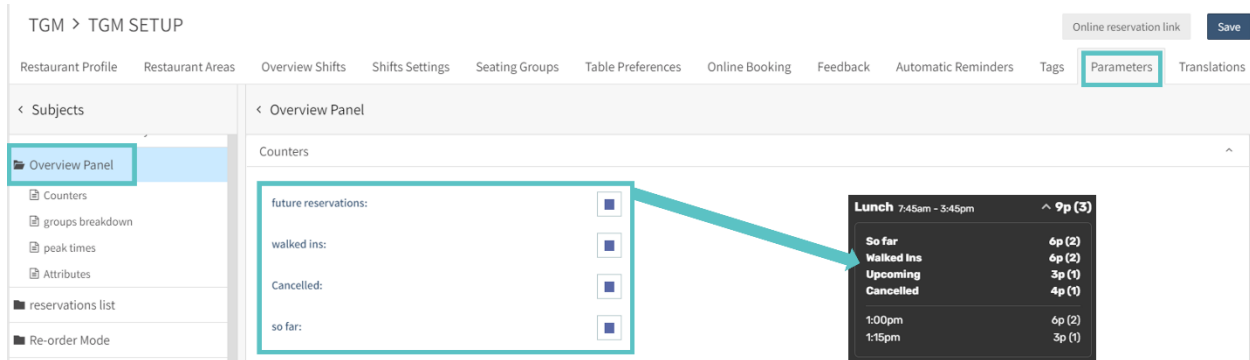 TGM > TGM SETUP
Online reservation link
Save
Restaurant Profile Restaurant Areas Overview Shifts Shifts Settings Seating Groups Table Preferences Online Booking Feedback Automatic Reminders Tags Parameters Translations
< Subjects
< Overview Panel
Overview Panel
Counters
groups breakdown
peak times
Attributes
reservations list
Re-order Mode
Counters
future reservations:
walked ins:
Cancelled:
so far:
Lunch 7:45am - 3:45pm 9p (3)
So far 6p (2)
Walked Ins 6p (2)
Upcoming 3p (1)
Cancelled 4p (1)
1:00pm 6p (2)
1:15pm 3p (1)